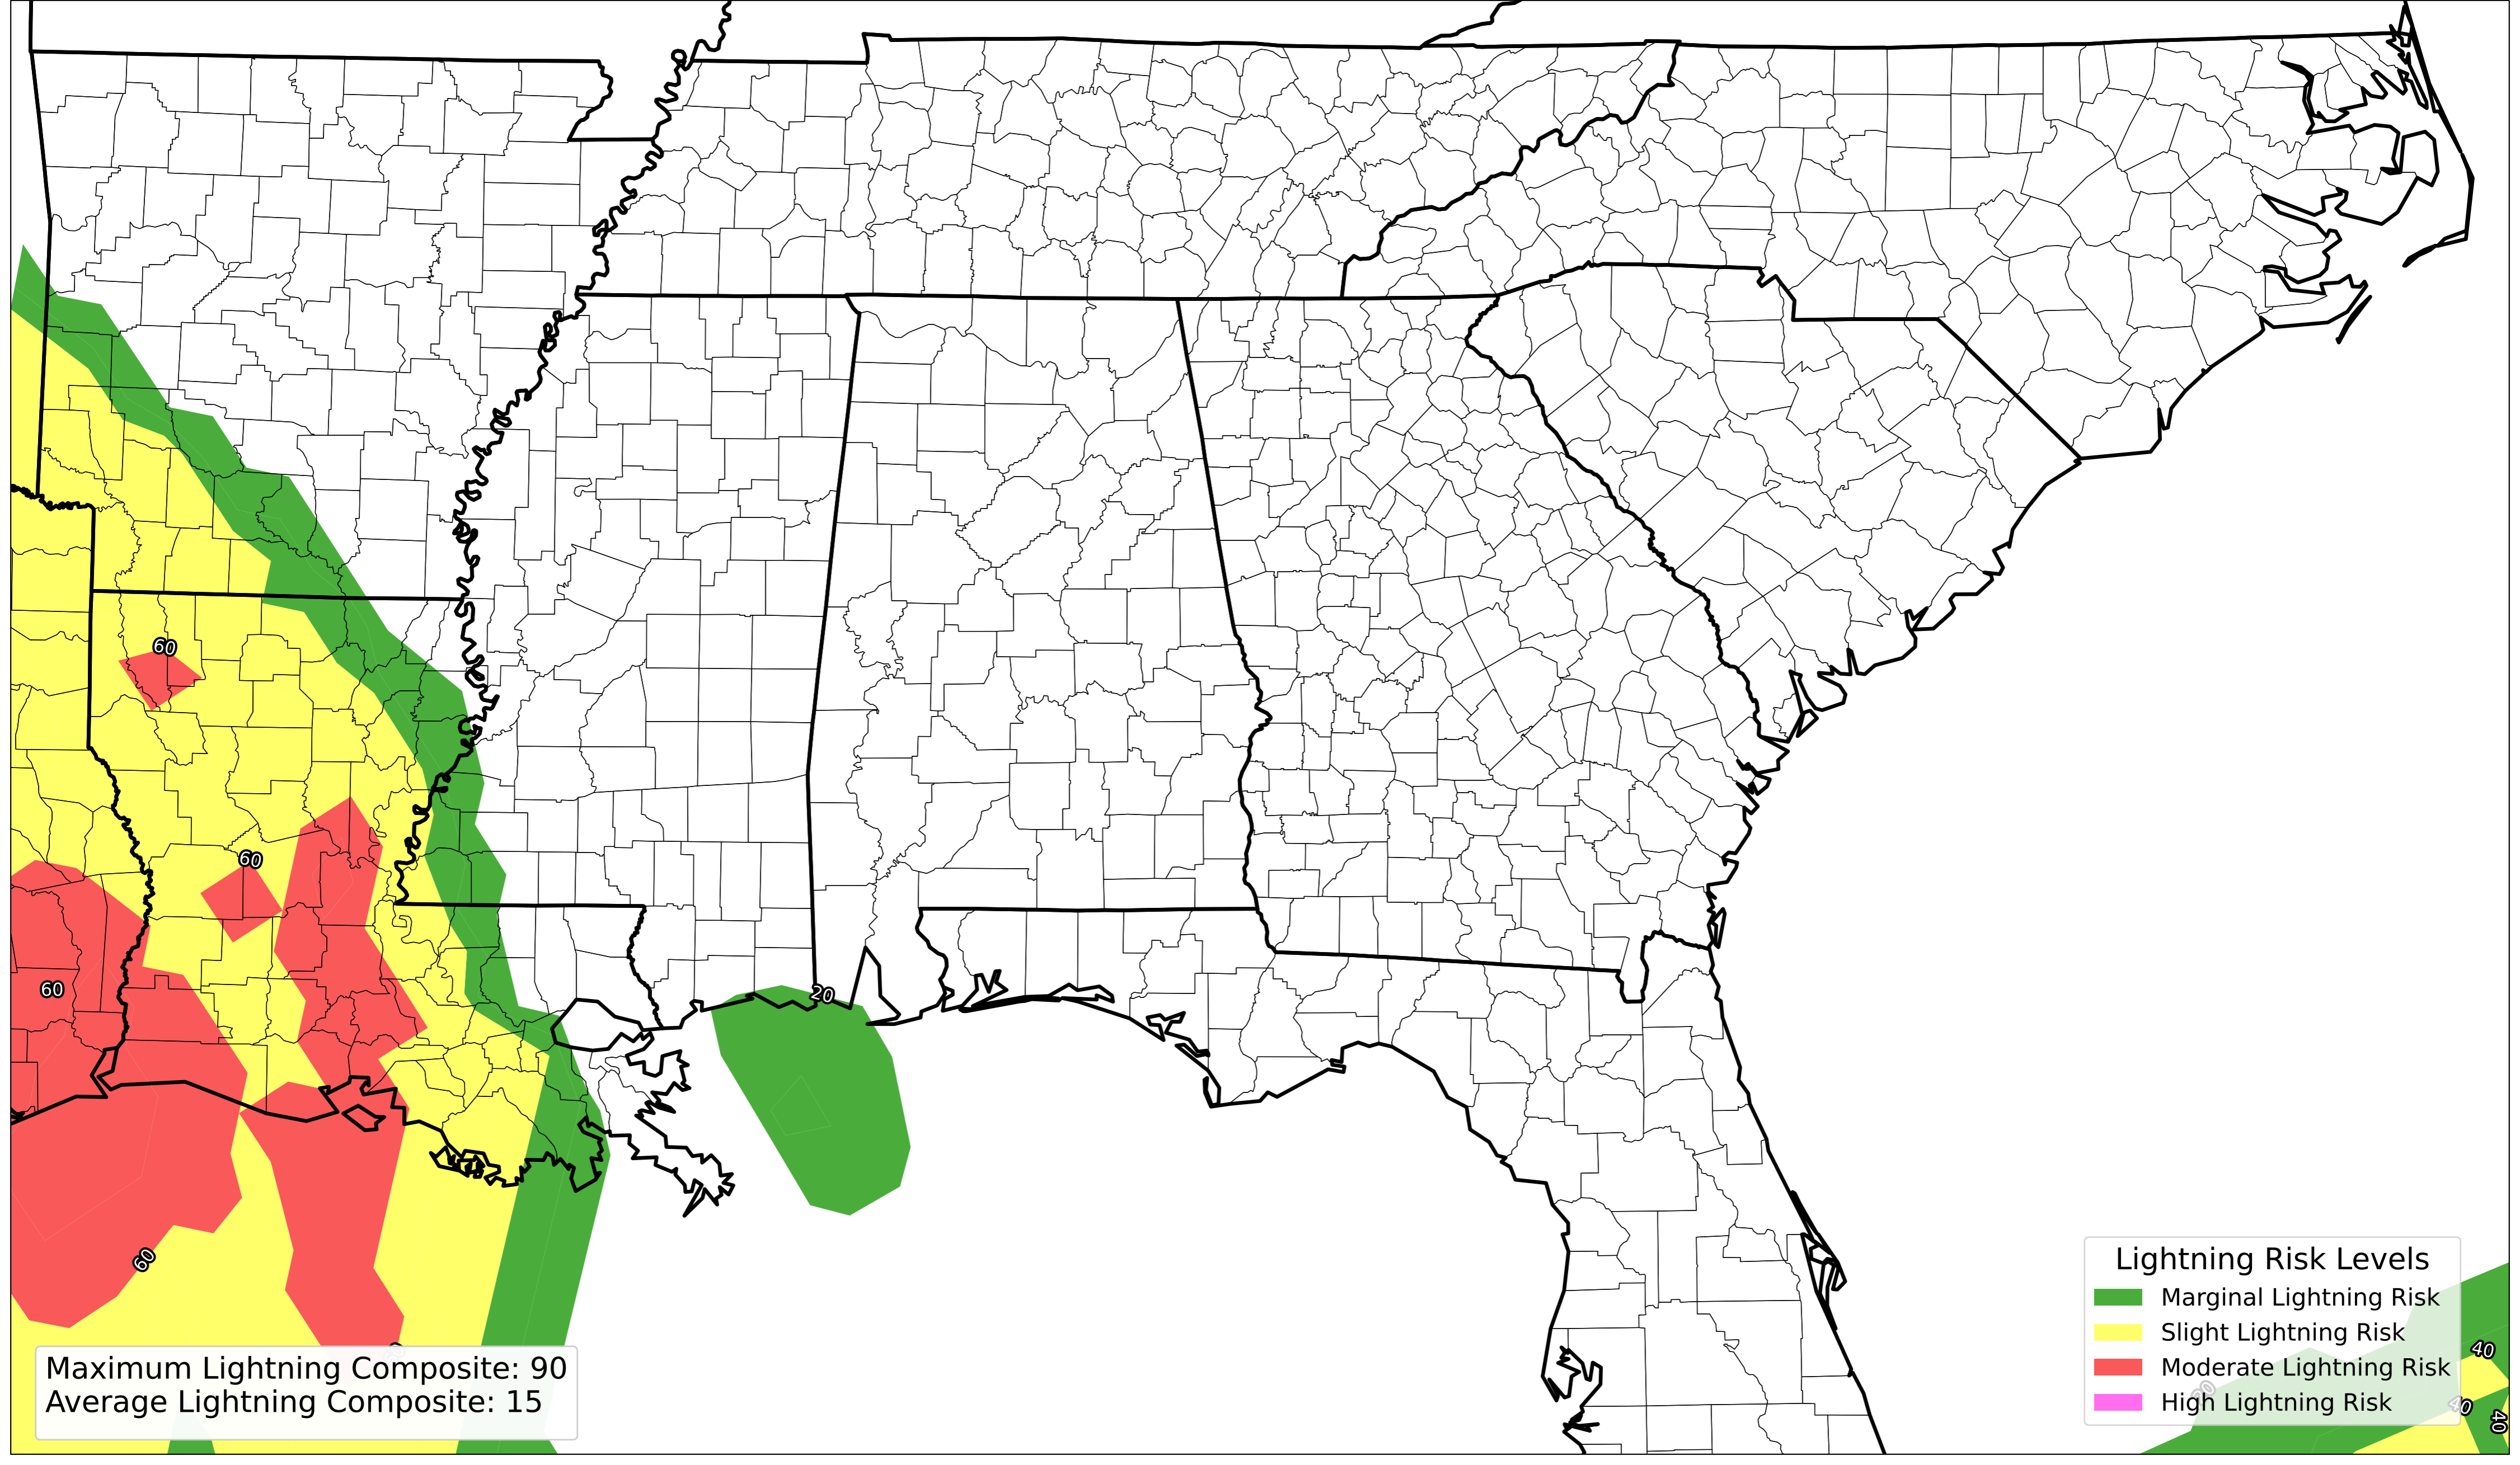 60
60
60
20
60
Maximum Lightning Composite: 90
Average Lightning Composite: 15
Lightning Risk Levels
Marginal Lightning Risk
Slight Lightning Risk
Moderate Lightning Risk
High Lightning Risk
40
20
40
40